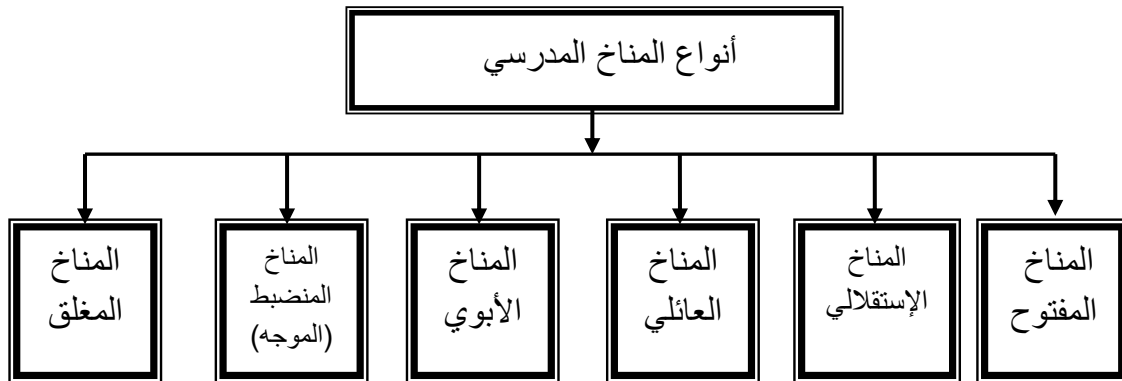 أنواع المناخ المدرسي
المناخ
المفتوح
المناخ
الإستقلالي
المناخ
العائلي
المناخ
الأبوي
المناخ
المنضبط
(الموجه)
المناخ
المغلق